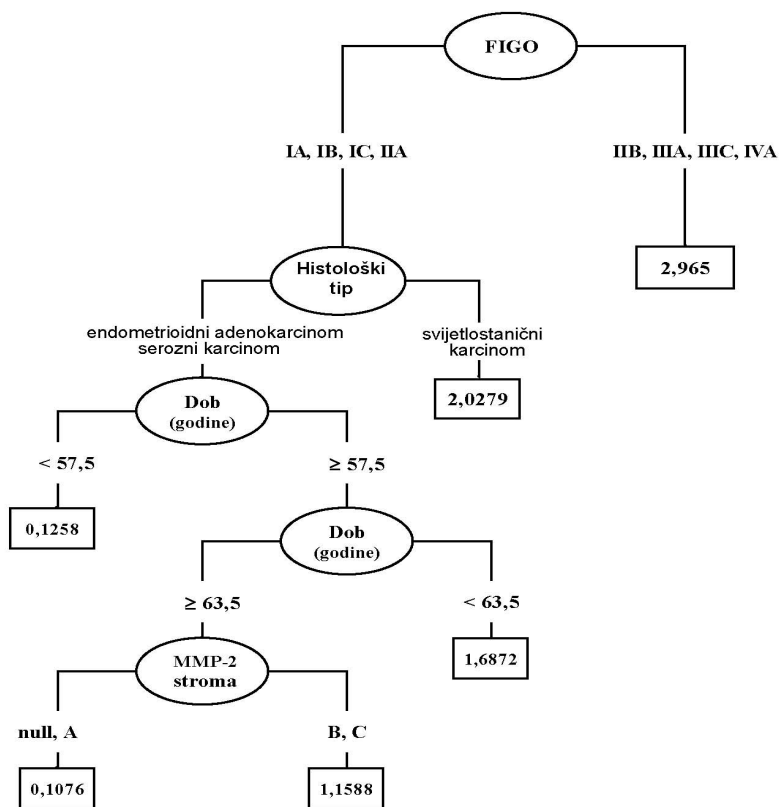 FIGO
IA, IB, IC, IIA
IIB, IIIA, IIIC, IVA
2,965
Histološki
tip
endometrioidni adenokarcinom
serozni karcinom
svijetlostanični
karcinom
2,0279
Dob
(godine)
< 57,5
≥ 57,5
0,1258
Dob
(godine)
≥ 63,5
< 63,5
1,6872
MMP-2
stroma
null, A
B, C
0,1076
1,1588